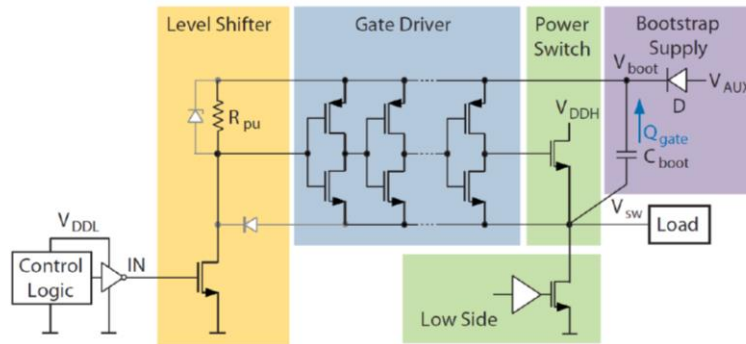 Level Shifter
Gate Driver
Power
Switch
Bootstrap
Supply
V_boot
V_AUX
D
R_pu
V_DDH
Q_gate
C_boot
V_DDL
V_sw
Load
IN
Control
Logic
Low Side